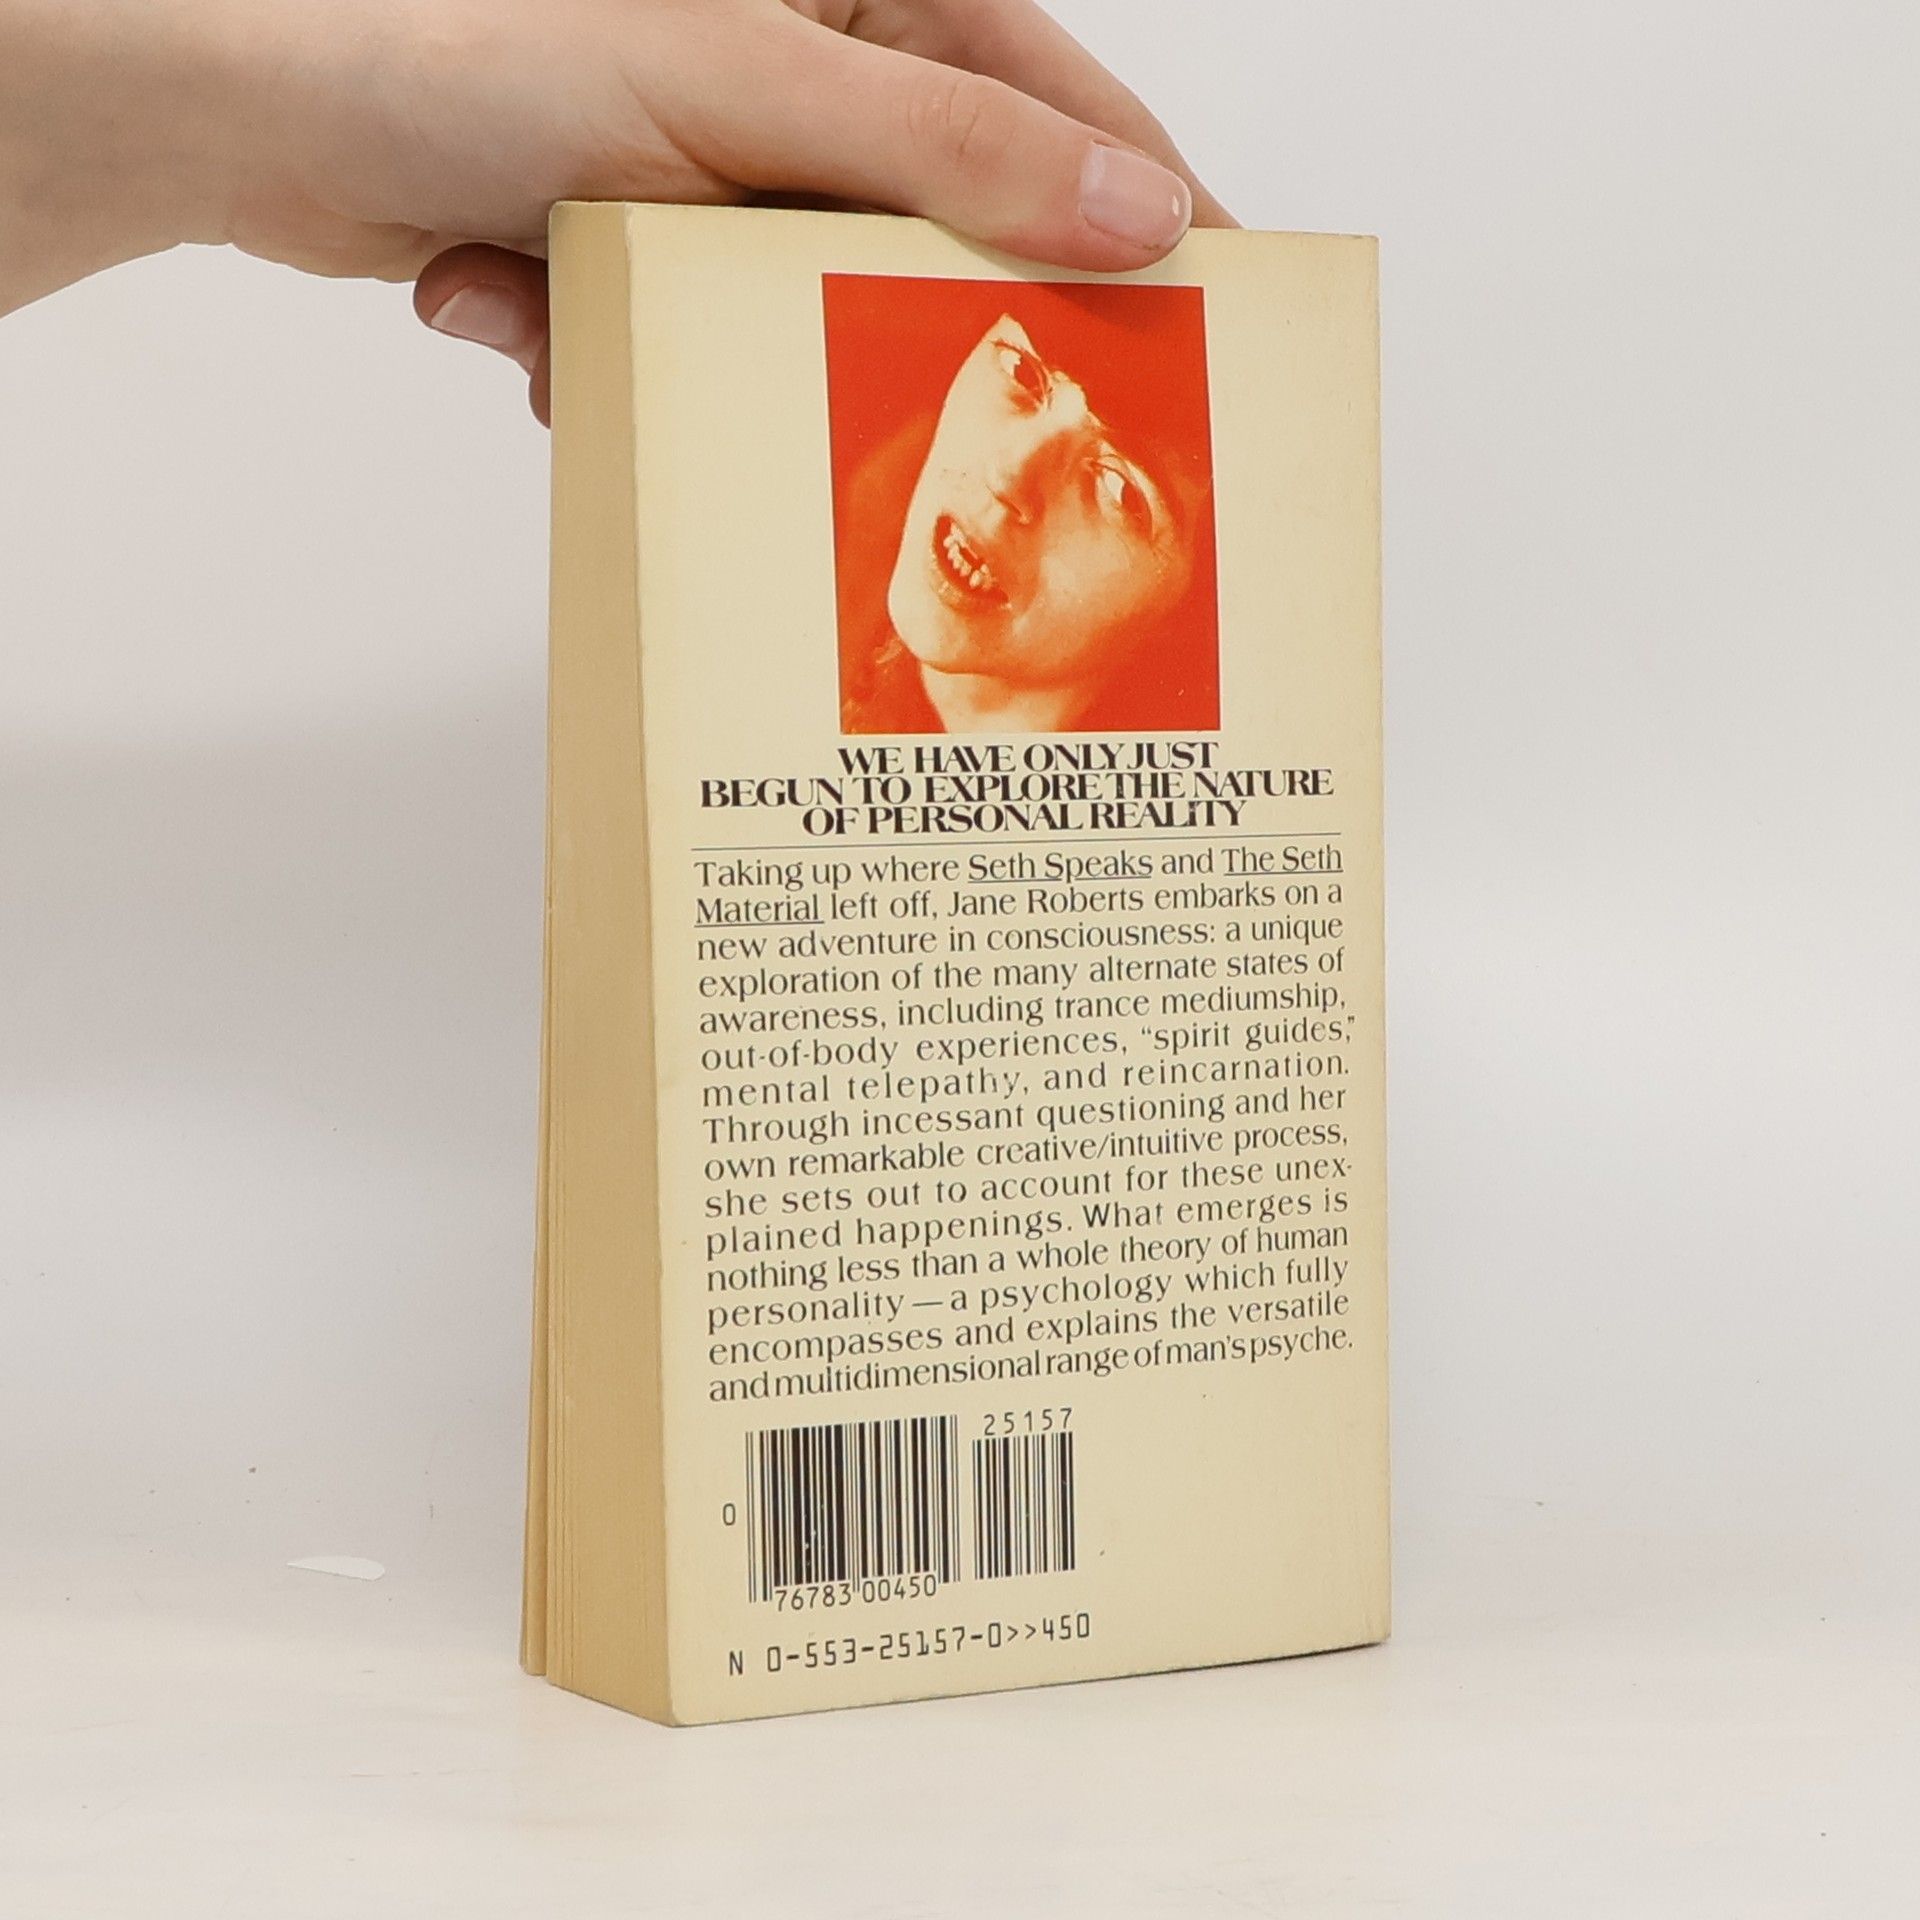 WE HAVE ONLY JUST
BEGUN TO EXPLORE THE NATURE
OF PERSONAL REALITY
Taking up where Seth Speaks and The Seth
Material left off, Jane Roberts embarks on a
new adventure in consciousness: a unique
exploration of the many alternate states of
awareness, including trance mediumship,
out-of-body experiences, “spirit guides,”
mental telepathy, and reincarnation.
Through incessant questioning and her
own remarkable creative/intuitive process,
she sets out to account for these unex-
plained happenings. What emerges is
nothing less than a whole theory of human
personality — a psychology which fully
encompasses and explains the versatile
and multidimensional range of man's psyche.
25157
0
76783 00450
N 0-553-25157-0>>450